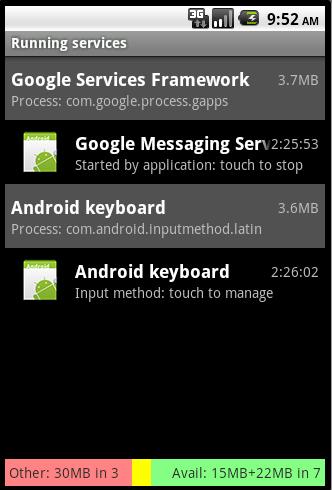 3G 9:52 AM
Running services
Google Services Framework 3.7MB
Process: com.google.process.gapps
Google Messaging Serv 2:25:53
Started by application: touch to stop
Android keyboard 3.6MB
Process: com.android.inputmethod.latin
Android keyboard 2:26:02
Input method: touch to manage
Other: 30MB in 3 Avail: 15MB+22MB in 7